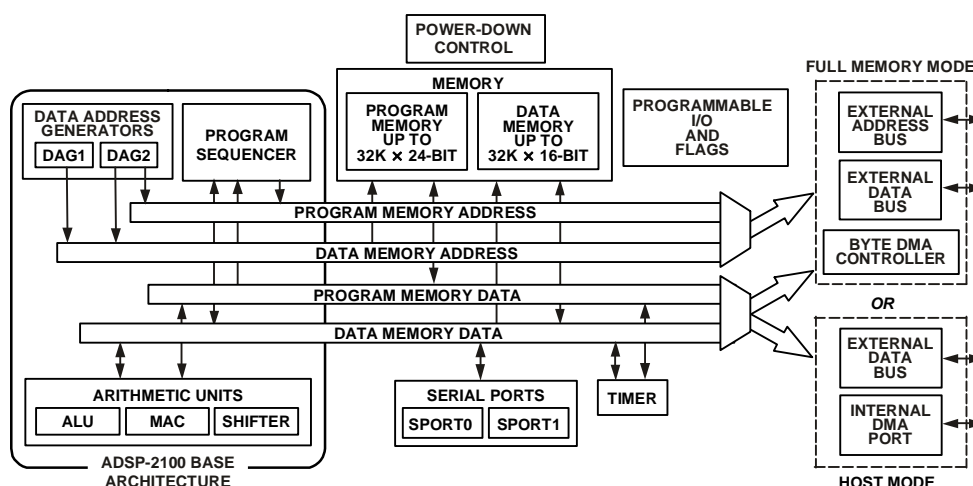 POWER-DOWN
CONTROL
FULL MEMORY MODE
MEMORY
PROGRAM
MEMORY
UP TO
32K × 24-BIT
DATA
MEMORY
UP TO
32K × 16-BIT
PROGRAMMABLE
I/O
AND
FLAGS
EXTERNAL
ADDRESS
BUS
EXTERNAL
DATA
BUS
BYTE DMA
CONTROLLER
DATA ADDRESS
GENERATORS
DAG1
DAG2
PROGRAM
SEQUENCER
PROGRAM MEMORY ADDRESS
DATA MEMORY ADDRESS
PROGRAM MEMORY DATA
DATA MEMORY DATA
OR
EXTERNAL
DATA
BUS
INTERNAL
DMA
PORT
HOST MODE
ARITHMETIC UNITS
ALU
MAC
SHIFTER
SERIAL PORTS
SPORT0
SPORT1
TIMER
ADSP-2100 BASE
ARCHITECTURE